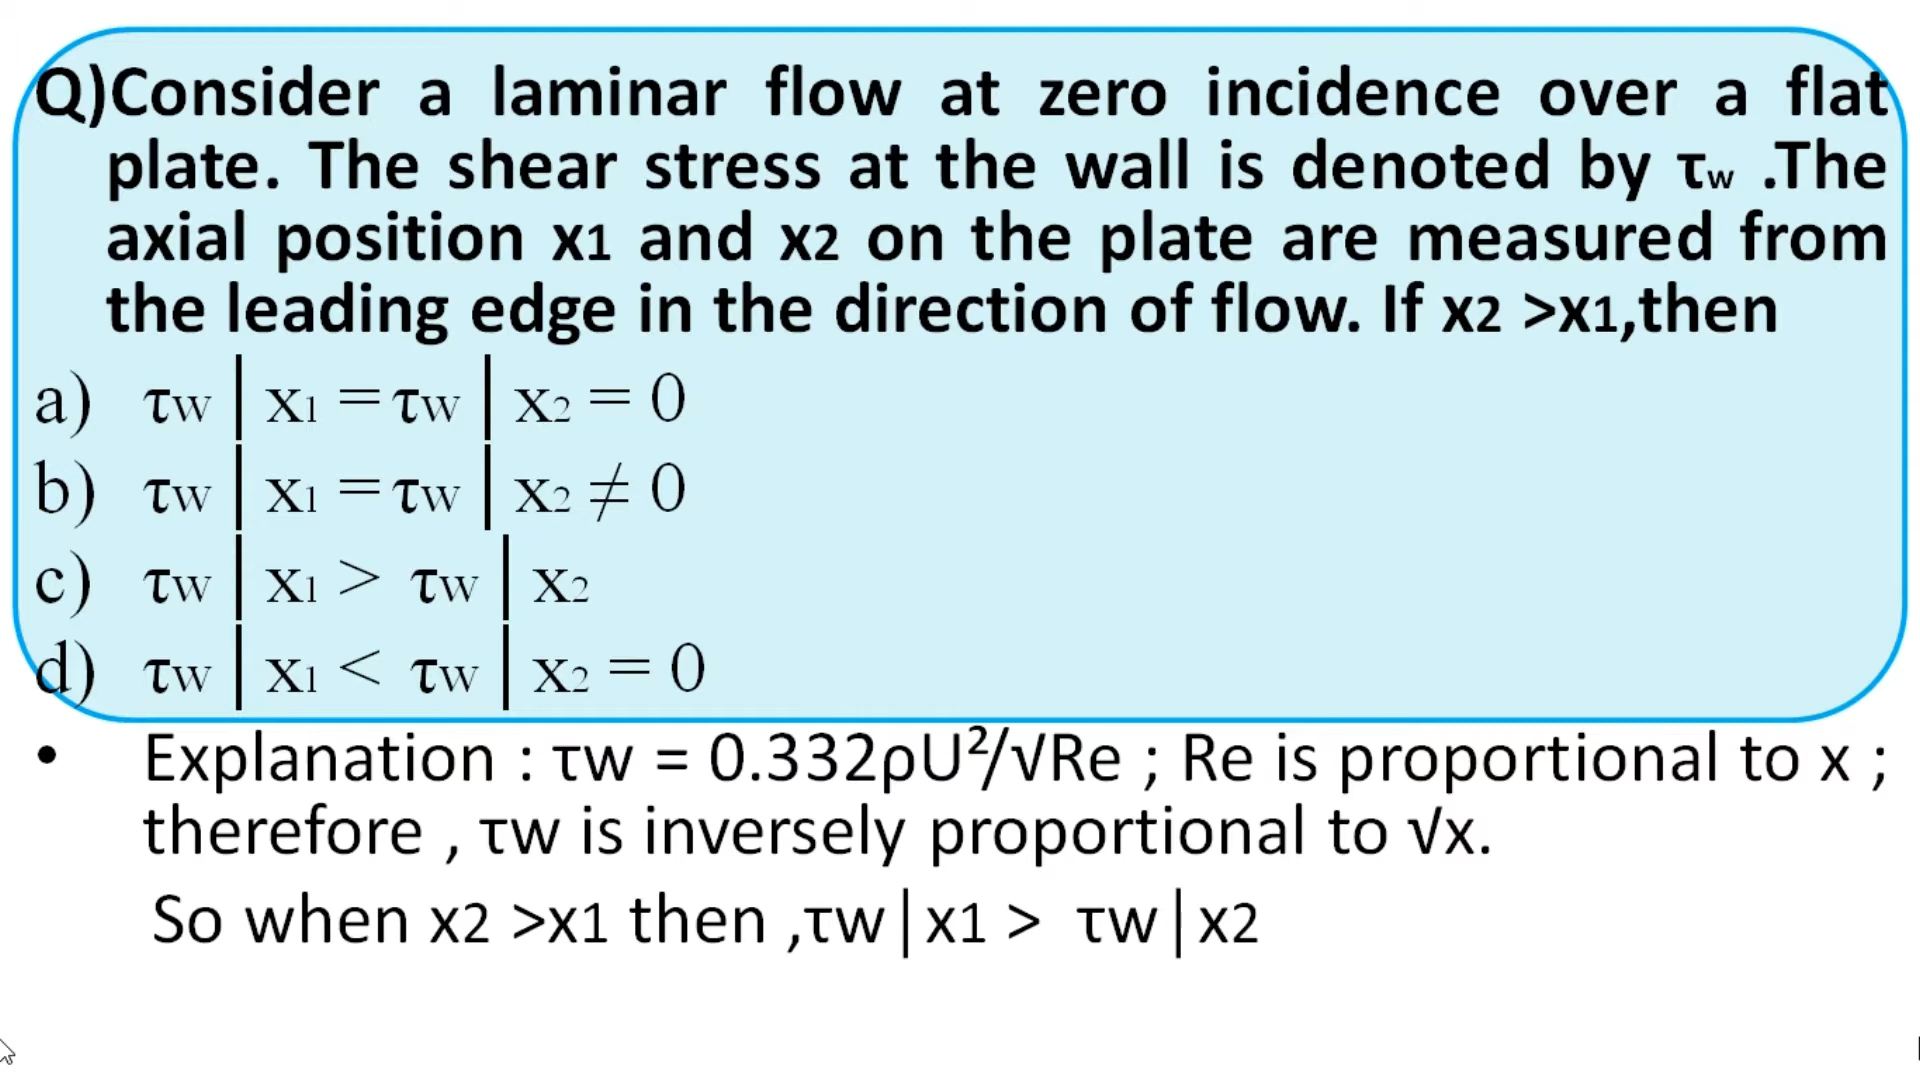 Q)Consider a laminar flow at zero incidence over a flat
plate. The shear stress at the wall is denoted by τw .The
axial position x1 and x2 on the plate are measured from
the leading edge in the direction of flow. If x2 >x1,then
a) τw | x1 = τw | x2 = 0
b) τw | x1 = τw | x2 ≠ 0
c) τw | x1 > τw | x2
d) τw | x1 < τw | x2 = 0
• Explanation : τw = 0.332ρU²/√Re ; Re is proportional to x ;
therefore , τw is inversely proportional to √x.
So when x2 >x1 then ,τw|x1 > τw|x2